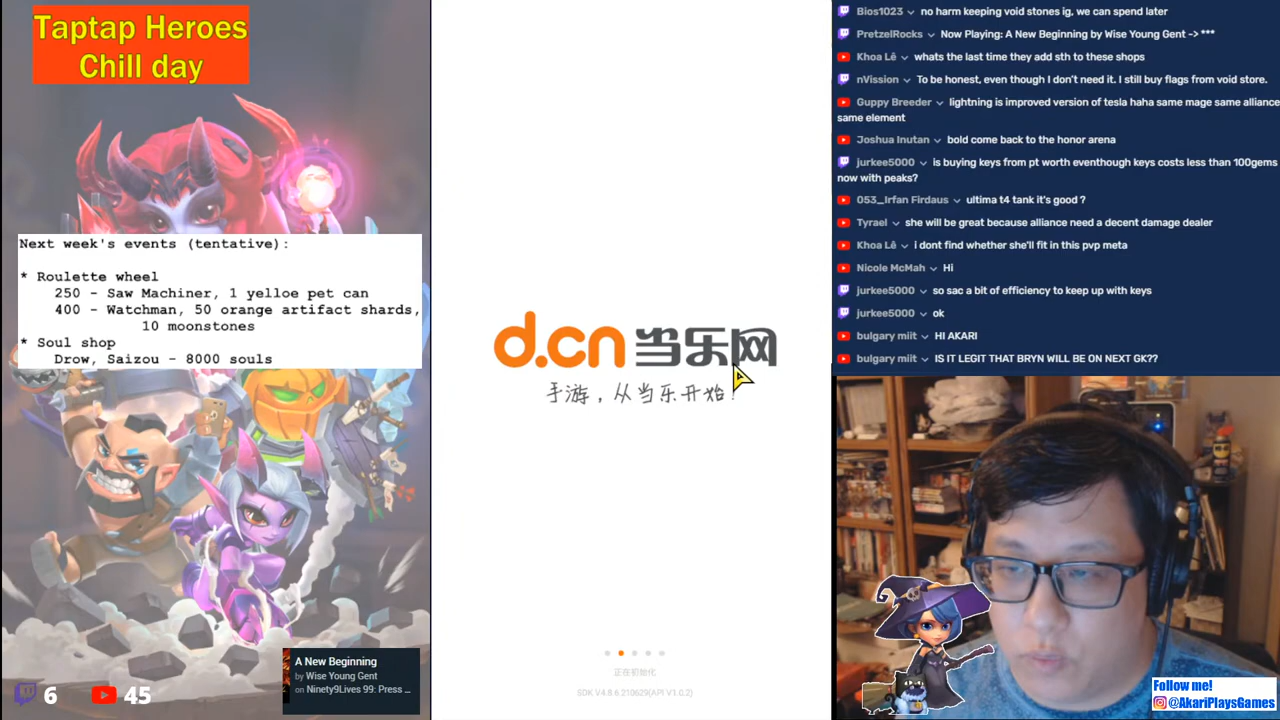 Taptap Heroes
Chill day
Next week's events (tentative):
* Roulette wheel
250 - Saw Machiner, 1 yelloe pet can
400 - Watchman, 50 orange artifact shards,
10 moonstones
* Soul shop
Drow, Saizou - 8000 souls
A New Beginning
by Wise Young Gent
on Ninety9Lives 99: Press ...
6
45
d.cn 当乐网
手游，从当乐开始！
正在初始化
SDK V4.8.6 210629(API V1.0.2)
Bios1023 no harm keeping void stones ig, we can spend later
PretzelRocks Now Playing: A New Beginning by Wise Young Gent -> ***
Khoa Lê whats the last time they add sth to these shops
nVission To be honest, even though I don't need it. I still buy flags from void store.
Guppy Breeder lightning is improved version of tesla haha same mage same alliance
same element
Joshua Inutan bold come back to the honor arena
jurkee5000 is buying keys from pt worth eventhough keys costs less than 100gems
now with peaks?
053_Irfan Firdaus ultima t4 tank it's good ?
Tyrael she will be great because alliance need a decent damage dealer
Khoa Lê i dont find whether she'll fit in this pvp meta
Nicole McMah Hi
jurkee5000 so sac a bit of efficiency to keep up with keys
jurkee5000 ok
bulgary miit HI AKARI
bulgary miit IS IT LEGIT THAT BRYN WILL BE ON NEXT GK??
Follow me!
@AkariPlaysGames